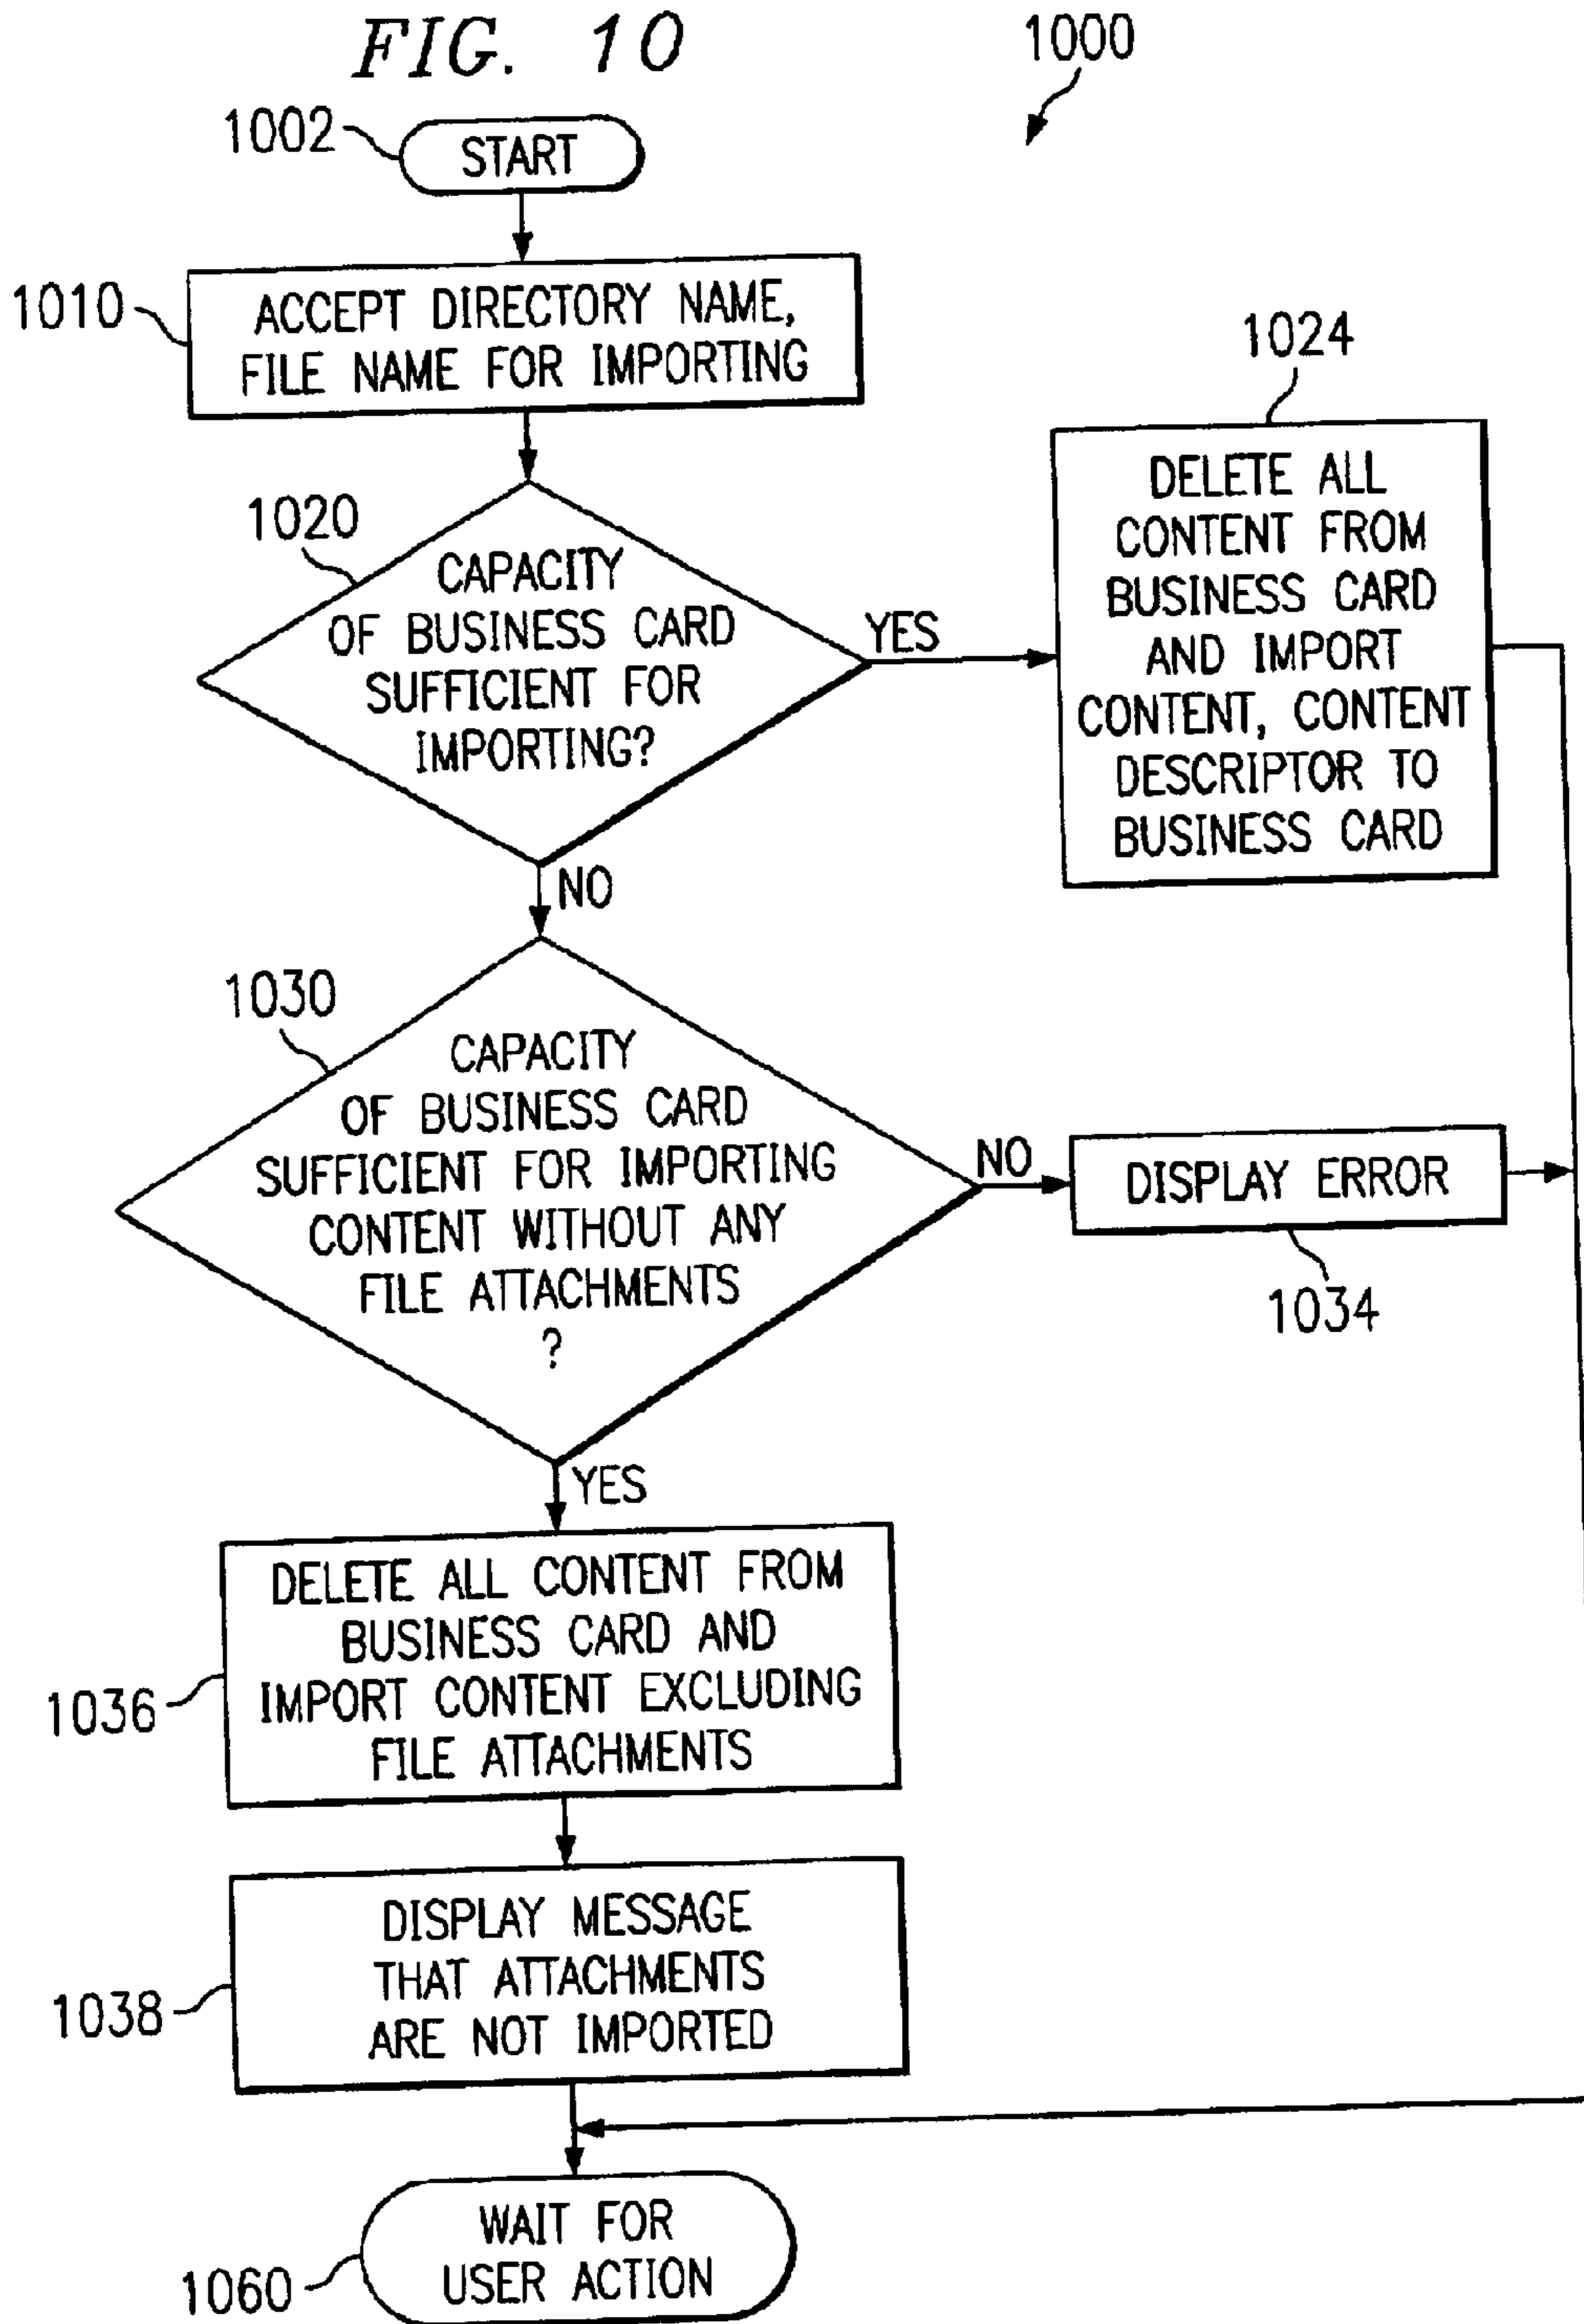 FIG. 10
1000
1002
START
1010
ACCEPT DIRECTORY NAME,
FILE NAME FOR IMPORTING
1020
CAPACITY
OF BUSINESS CARD
SUFFICIENT FOR
IMPORTING?
YES
1024
DELETE ALL
CONTENT FROM
BUSINESS CARD
AND IMPORT
CONTENT, CONTENT
DESCRIPTOR TO
BUSINESS CARD
NO
1030
CAPACITY
OF BUSINESS CARD
SUFFICIENT FOR IMPORTING
CONTENT WITHOUT ANY
FILE ATTACHMENTS
?
NO
DISPLAY ERROR
1034
YES
1036
DELETE ALL CONTENT FROM
BUSINESS CARD AND
IMPORT CONTENT EXCLUDING
FILE ATTACHMENTS
1038
DISPLAY MESSAGE
THAT ATTACHMENTS
ARE NOT IMPORTED
1060
WAIT FOR
USER ACTION